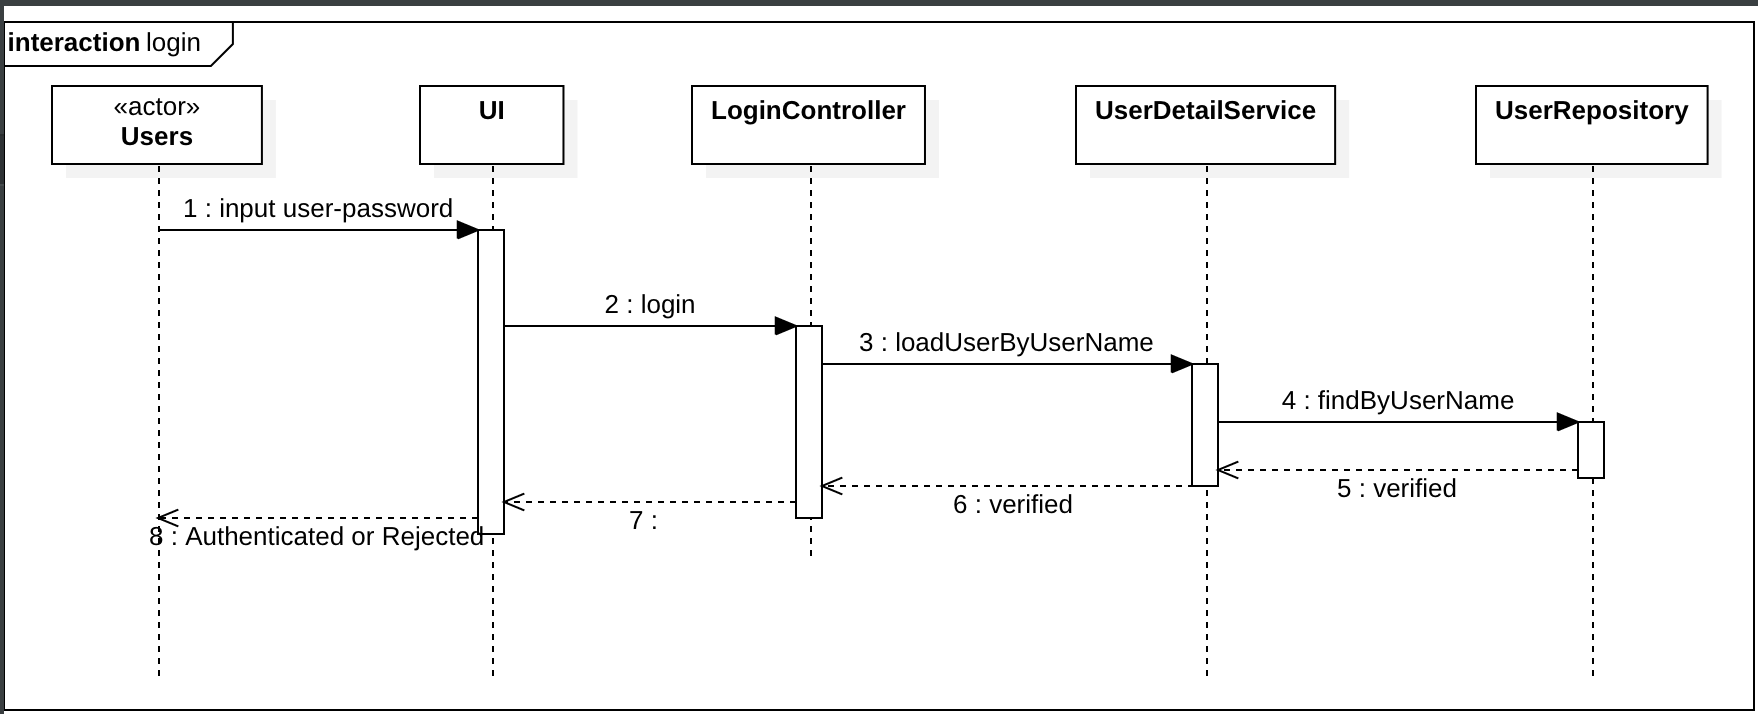 interaction login
«actor»
Users
UI
LoginController
UserDetailService
UserRepository
1 : input user-password
2 : login
3 : loadUserByUserName
4 : findByUserName
5 : verified
6 : verified
7 :
8 : Authenticated or Rejected